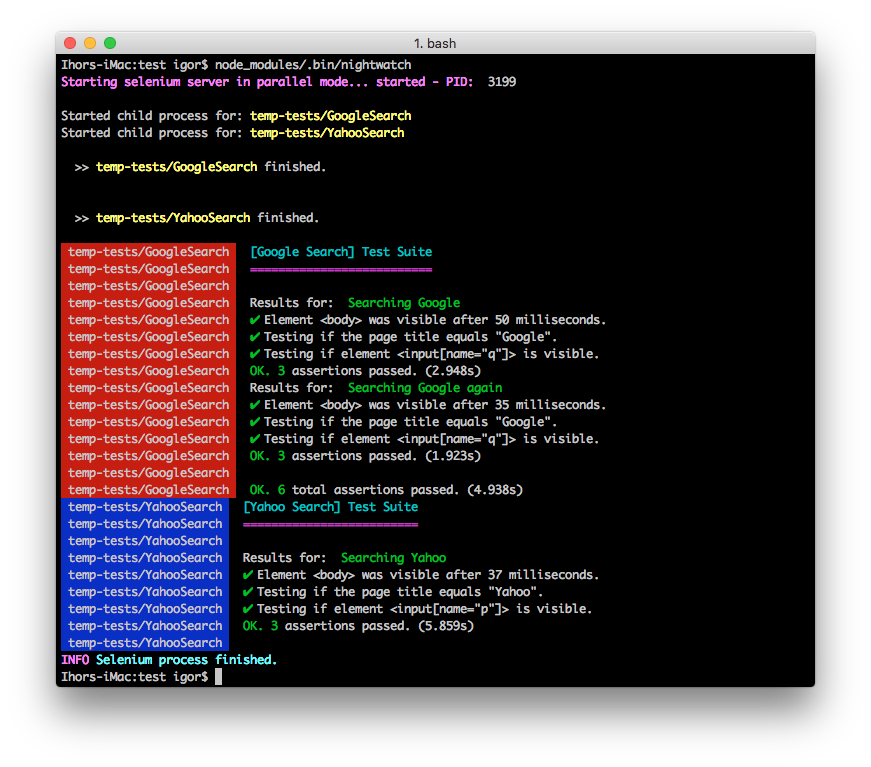 1. bash
Ihors-iMac:test igor$ node_modules/.bin/nightwatch
Starting selenium server in parallel mode... started - PID:  3199
Started child process for: temp-tests/GoogleSearch
Started child process for: temp-tests/YahooSearch
>> temp-tests/GoogleSearch finished.
>> temp-tests/YahooSearch finished.
temp-tests/GoogleSearch   [Google Search] Test Suite
temp-tests/GoogleSearch   ==========================
temp-tests/GoogleSearch
temp-tests/GoogleSearch   Results for:  Searching Google
temp-tests/GoogleSearch   ✔ Element <body> was visible after 50 milliseconds.
temp-tests/GoogleSearch   ✔ Testing if the page title equals "Google".
temp-tests/GoogleSearch   ✔ Testing if element <input[name="q"]> is visible.
temp-tests/GoogleSearch   OK. 3 assertions passed. (2.948s)
temp-tests/GoogleSearch   Results for:  Searching Google again
temp-tests/GoogleSearch   ✔ Element <body> was visible after 35 milliseconds.
temp-tests/GoogleSearch   ✔ Testing if the page title equals "Google".
temp-tests/GoogleSearch   ✔ Testing if element <input[name="q"]> is visible.
temp-tests/GoogleSearch   OK. 3 assertions passed. (1.923s)
temp-tests/GoogleSearch
temp-tests/GoogleSearch   OK. 6 total assertions passed. (4.938s)
temp-tests/YahooSearch   [Yahoo Search] Test Suite
temp-tests/YahooSearch   =========================
temp-tests/YahooSearch
temp-tests/YahooSearch   Results for:  Searching Yahoo
temp-tests/YahooSearch   ✔ Element <body> was visible after 37 milliseconds.
temp-tests/YahooSearch   ✔ Testing if the page title equals "Yahoo".
temp-tests/YahooSearch   ✔ Testing if element <input[name="p"]> is visible.
temp-tests/YahooSearch   OK. 3 assertions passed. (5.859s)
temp-tests/YahooSearch
INFO Selenium process finished.
Ihors-iMac:test igor$